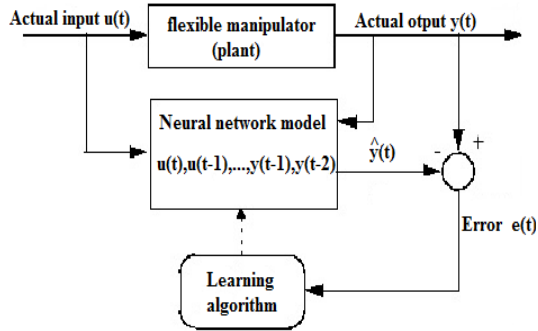 Actual input u(t)
flexible manipulator
(plant)
Actual otput y(t)
Neural network model
u(t),u(t-1),...,y(t-1),y(t-2)
ŷ(t)
- +
Error e(t)
Learning
algorithm